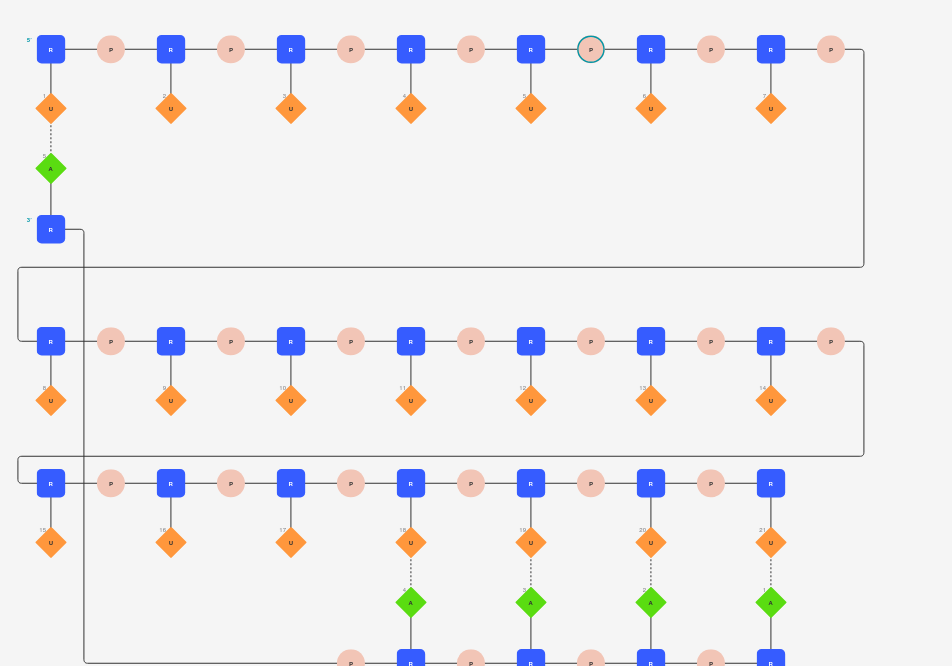 5' R P R P R P R P R P R P R P
1 2 3 4 5 6 7
U U U U U U U
5
A
3' R
R P R P R P R P R P R P R P
8 9 10 11 12 13 14
U U U U U U U
R P R P R P R P R P R P R
15 16 17 18 19 20 21
U U U U U U U
4 3 2 1
A A A A
P R P R P R P R